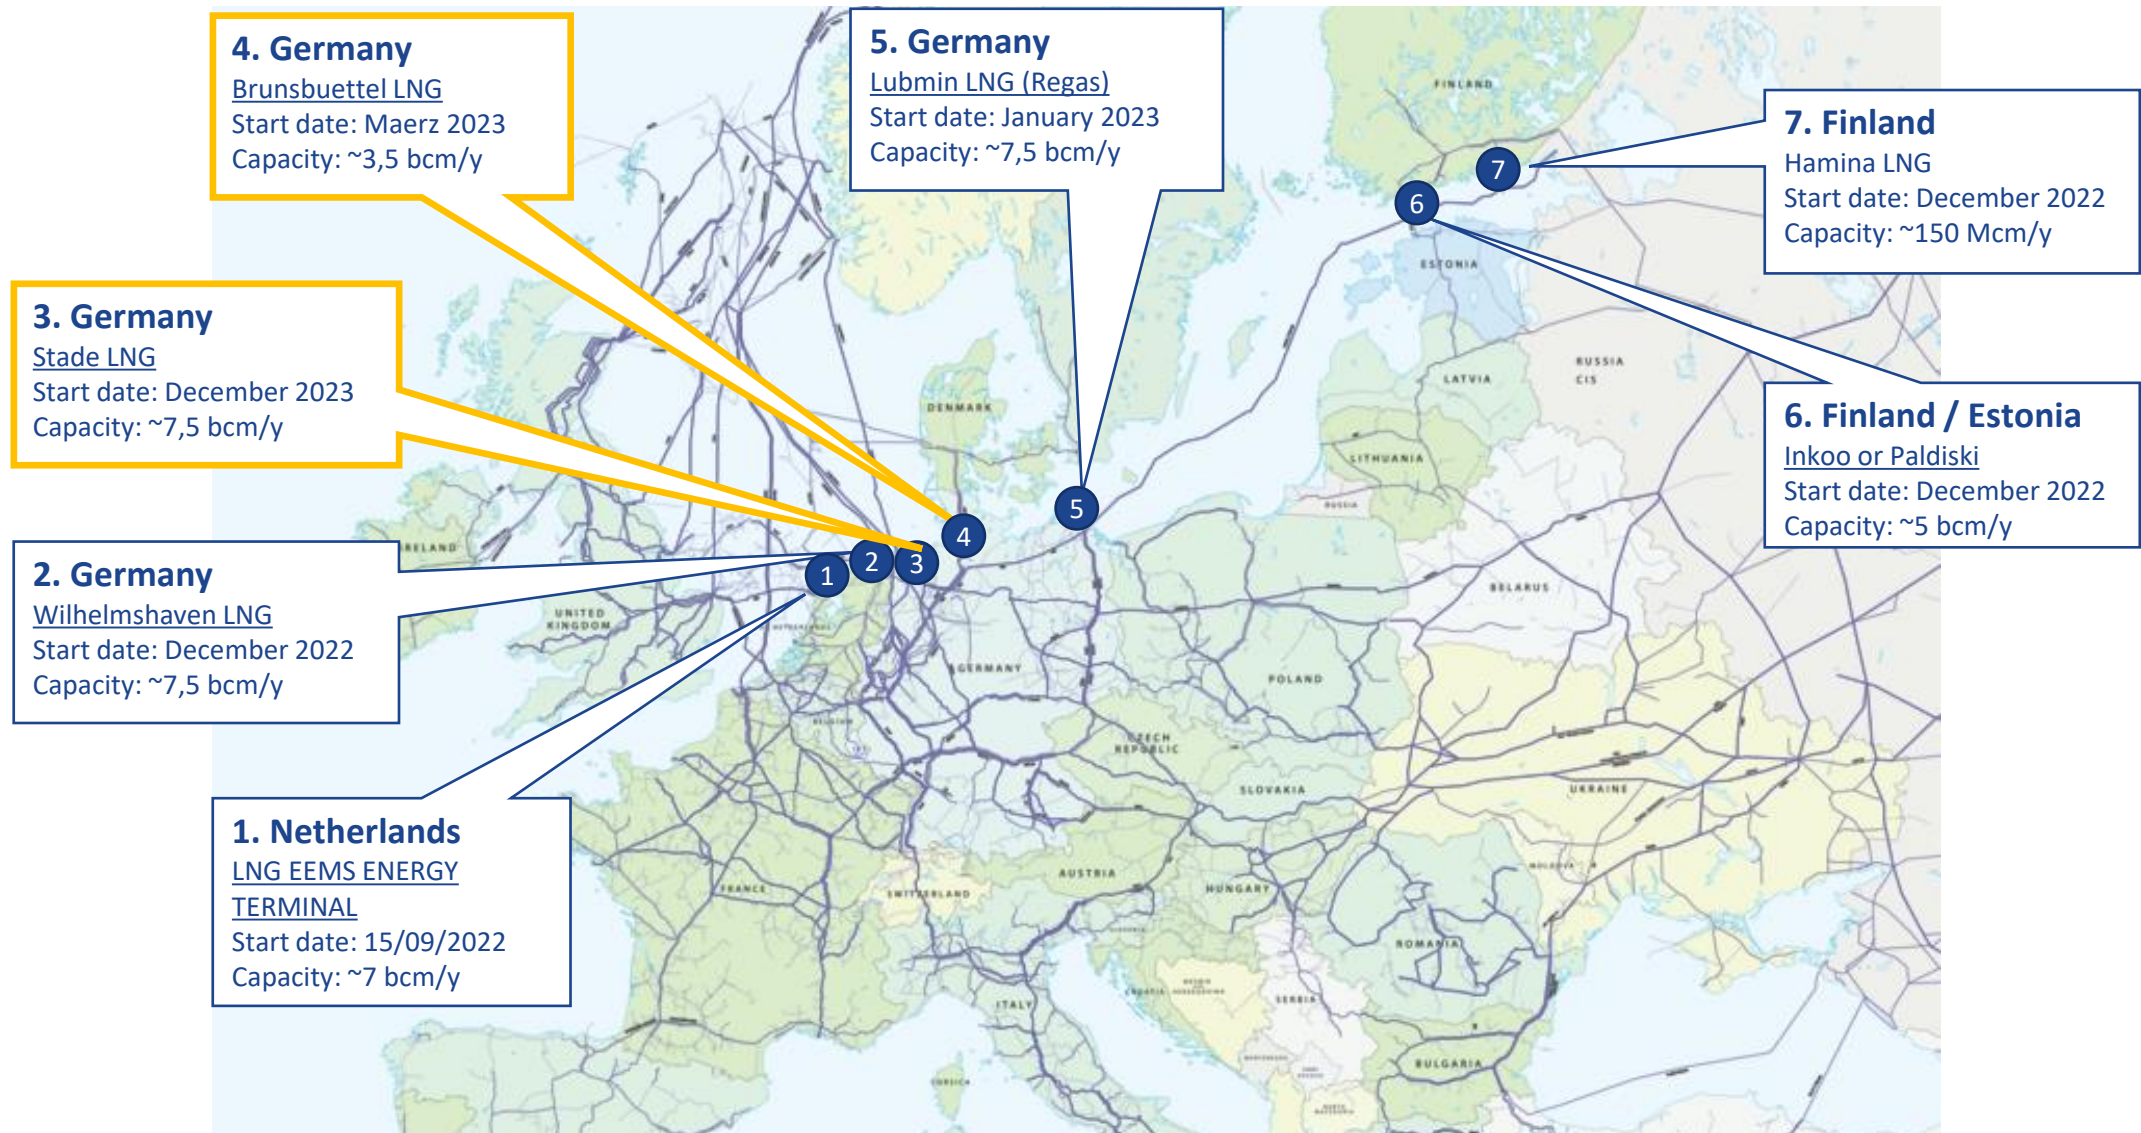 4. Germany
Brunsbuettel LNG
Start date: Maerz 2023
Capacity: ~3,5 bcm/y
5. Germany
Lubmin LNG (Regas)
Start date: January 2023
Capacity: ~7,5 bcm/y
7. Finland
Hamina LNG
Start date: December 2022
Capacity: ~150 Mcm/y
3. Germany
Stade LNG
Start date: December 2023
Capacity: ~7,5 bcm/y
6. Finland / Estonia
Inkoo or Paldiski
Start date: December 2022
Capacity: ~5 bcm/y
2. Germany
Wilhelmshaven LNG
Start date: December 2022
Capacity: ~7,5 bcm/y
1. Netherlands
LNG EEMS ENERGY
TERMINAL
Start date: 15/09/2022
Capacity: ~7 bcm/y
7
6
5
4
3
2
1
FINLAND
ESTONIA
RUSSIA
CIS
LATVIA
DENMARK
LITHUANIA
RUSSIA
IRELAND
BELARUS
UNITED
KINGDOM
NETHERLANDS
GERMANY
POLAND
BELGIUM
CZECH
REPUBLIC
SLOVAKIA
UKRAINE
MOLDOVA
AUSTRIA
FRANCE
SWITZERLAND
HUNGARY
ROMANIA
CROATIA
SERBIA
ITALY
BULGARIA
CORSICA